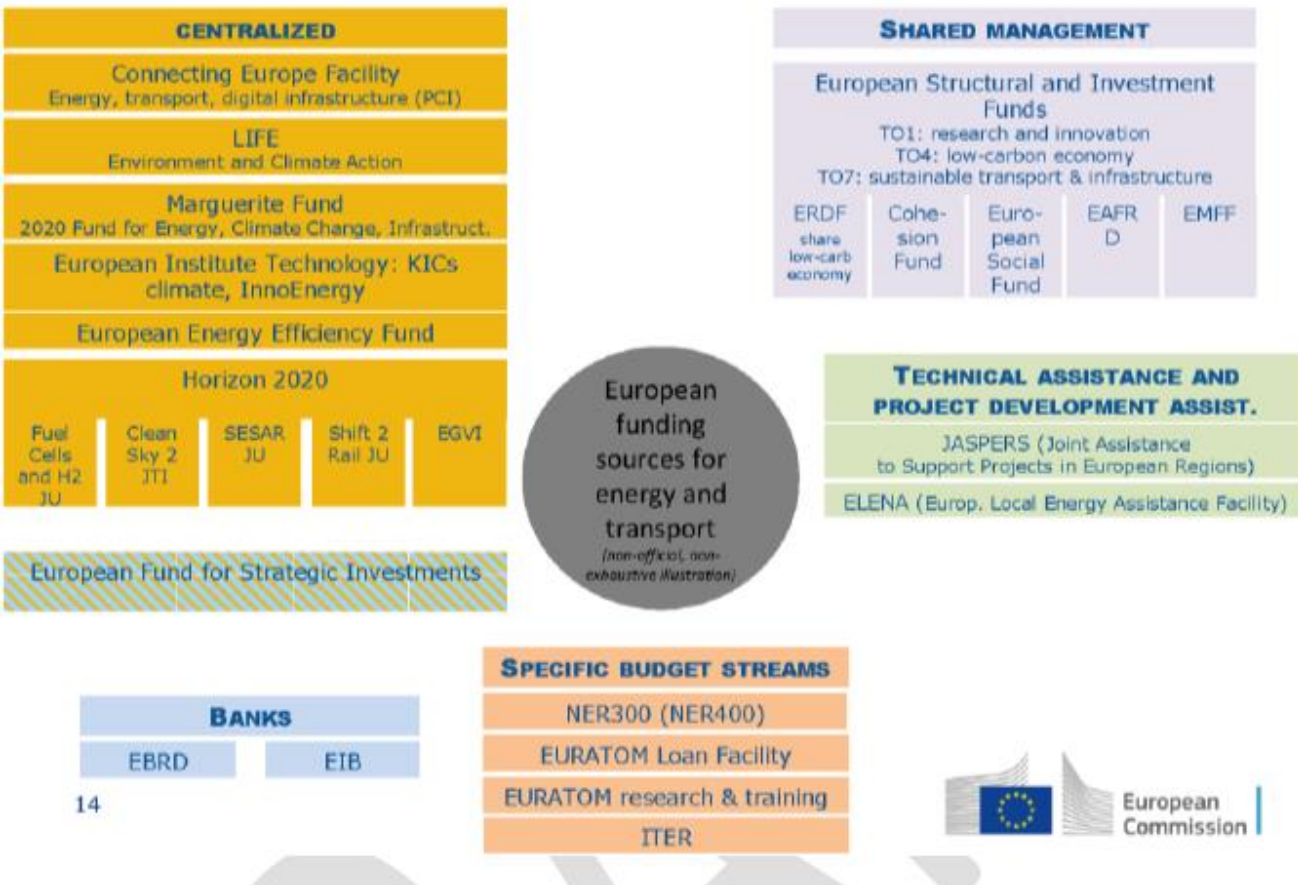 CENTRALIZED
Connecting Europe Facility
Energy, transport, digital infrastructure (PCI)
LIFE
Environment and Climate Action
Marguerite Fund
2020 Fund for Energy, Climate Change, Infrastruct.
European Institute Technology: KICs
climate, InnoEnergy
European Energy Efficiency Fund
Horizon 2020
Fuel
Cells
and H2
JU
Clean
Sky 2
JTI
SESAR
JU
Shift 2
Rail JU
EGVI
European Fund for Strategic Investments
SHARED MANAGEMENT
European Structural and Investment
Funds
TO1: research and innovation
TO4: low-carbon economy
TO7: sustainable transport & infrastructure
ERDF
share
low-carb
economy
Cohe-
sion
Fund
Euro-
pean
Social
Fund
EAFR
D
EMFF
European
funding
sources for
energy and
transport
(non-official, non-
exhaustive illustration)
TECHNICAL ASSISTANCE AND
PROJECT DEVELOPMENT ASSIST.
JASPERS (Joint Assistance
to Support Projects in European Regions)
ELENA (Europ. Local Energy Assistance Facility)
BANKS
EBRD
EIB
14
SPECIFIC BUDGET STREAMS
NER300 (NER400)
EURATOM Loan Facility
EURATOM research & training
ITER
European
Commission